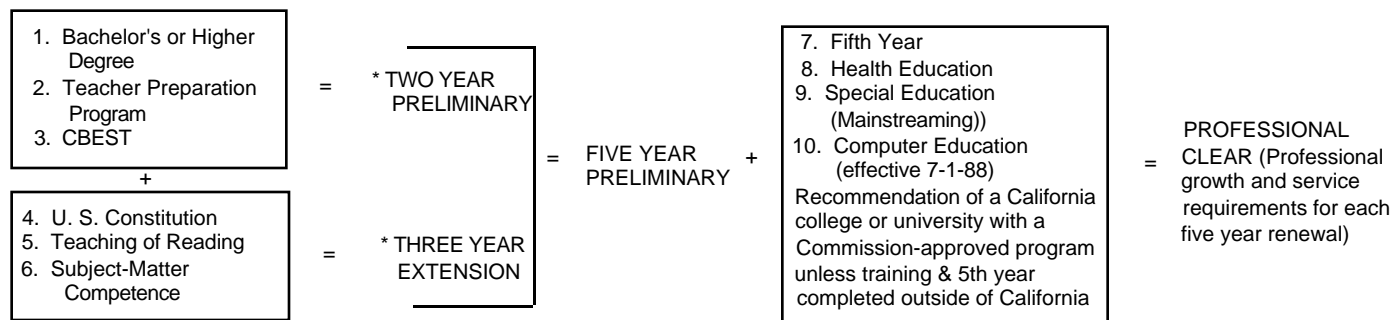 1. Bachelor's or Higher
Degree
2. Teacher Preparation
Program
3. CBEST
+
4. U. S. Constitution
5. Teaching of Reading
6. Subject-Matter
Competence
=
* TWO YEAR
PRELIMINARY
=
* THREE YEAR
EXTENSION
=
FIVE YEAR
PRELIMINARY
+
7. Fifth Year
8. Health Education
9. Special Education
(Mainstreaming))
10. Computer Education
(effective 7-1-88)
Recommendation of a California
college or university with a
Commission-approved program
unless training & 5th year
completed outside of California
=
PROFESSIONAL
CLEAR (Professional
growth and service
requirements for each
five year renewal)